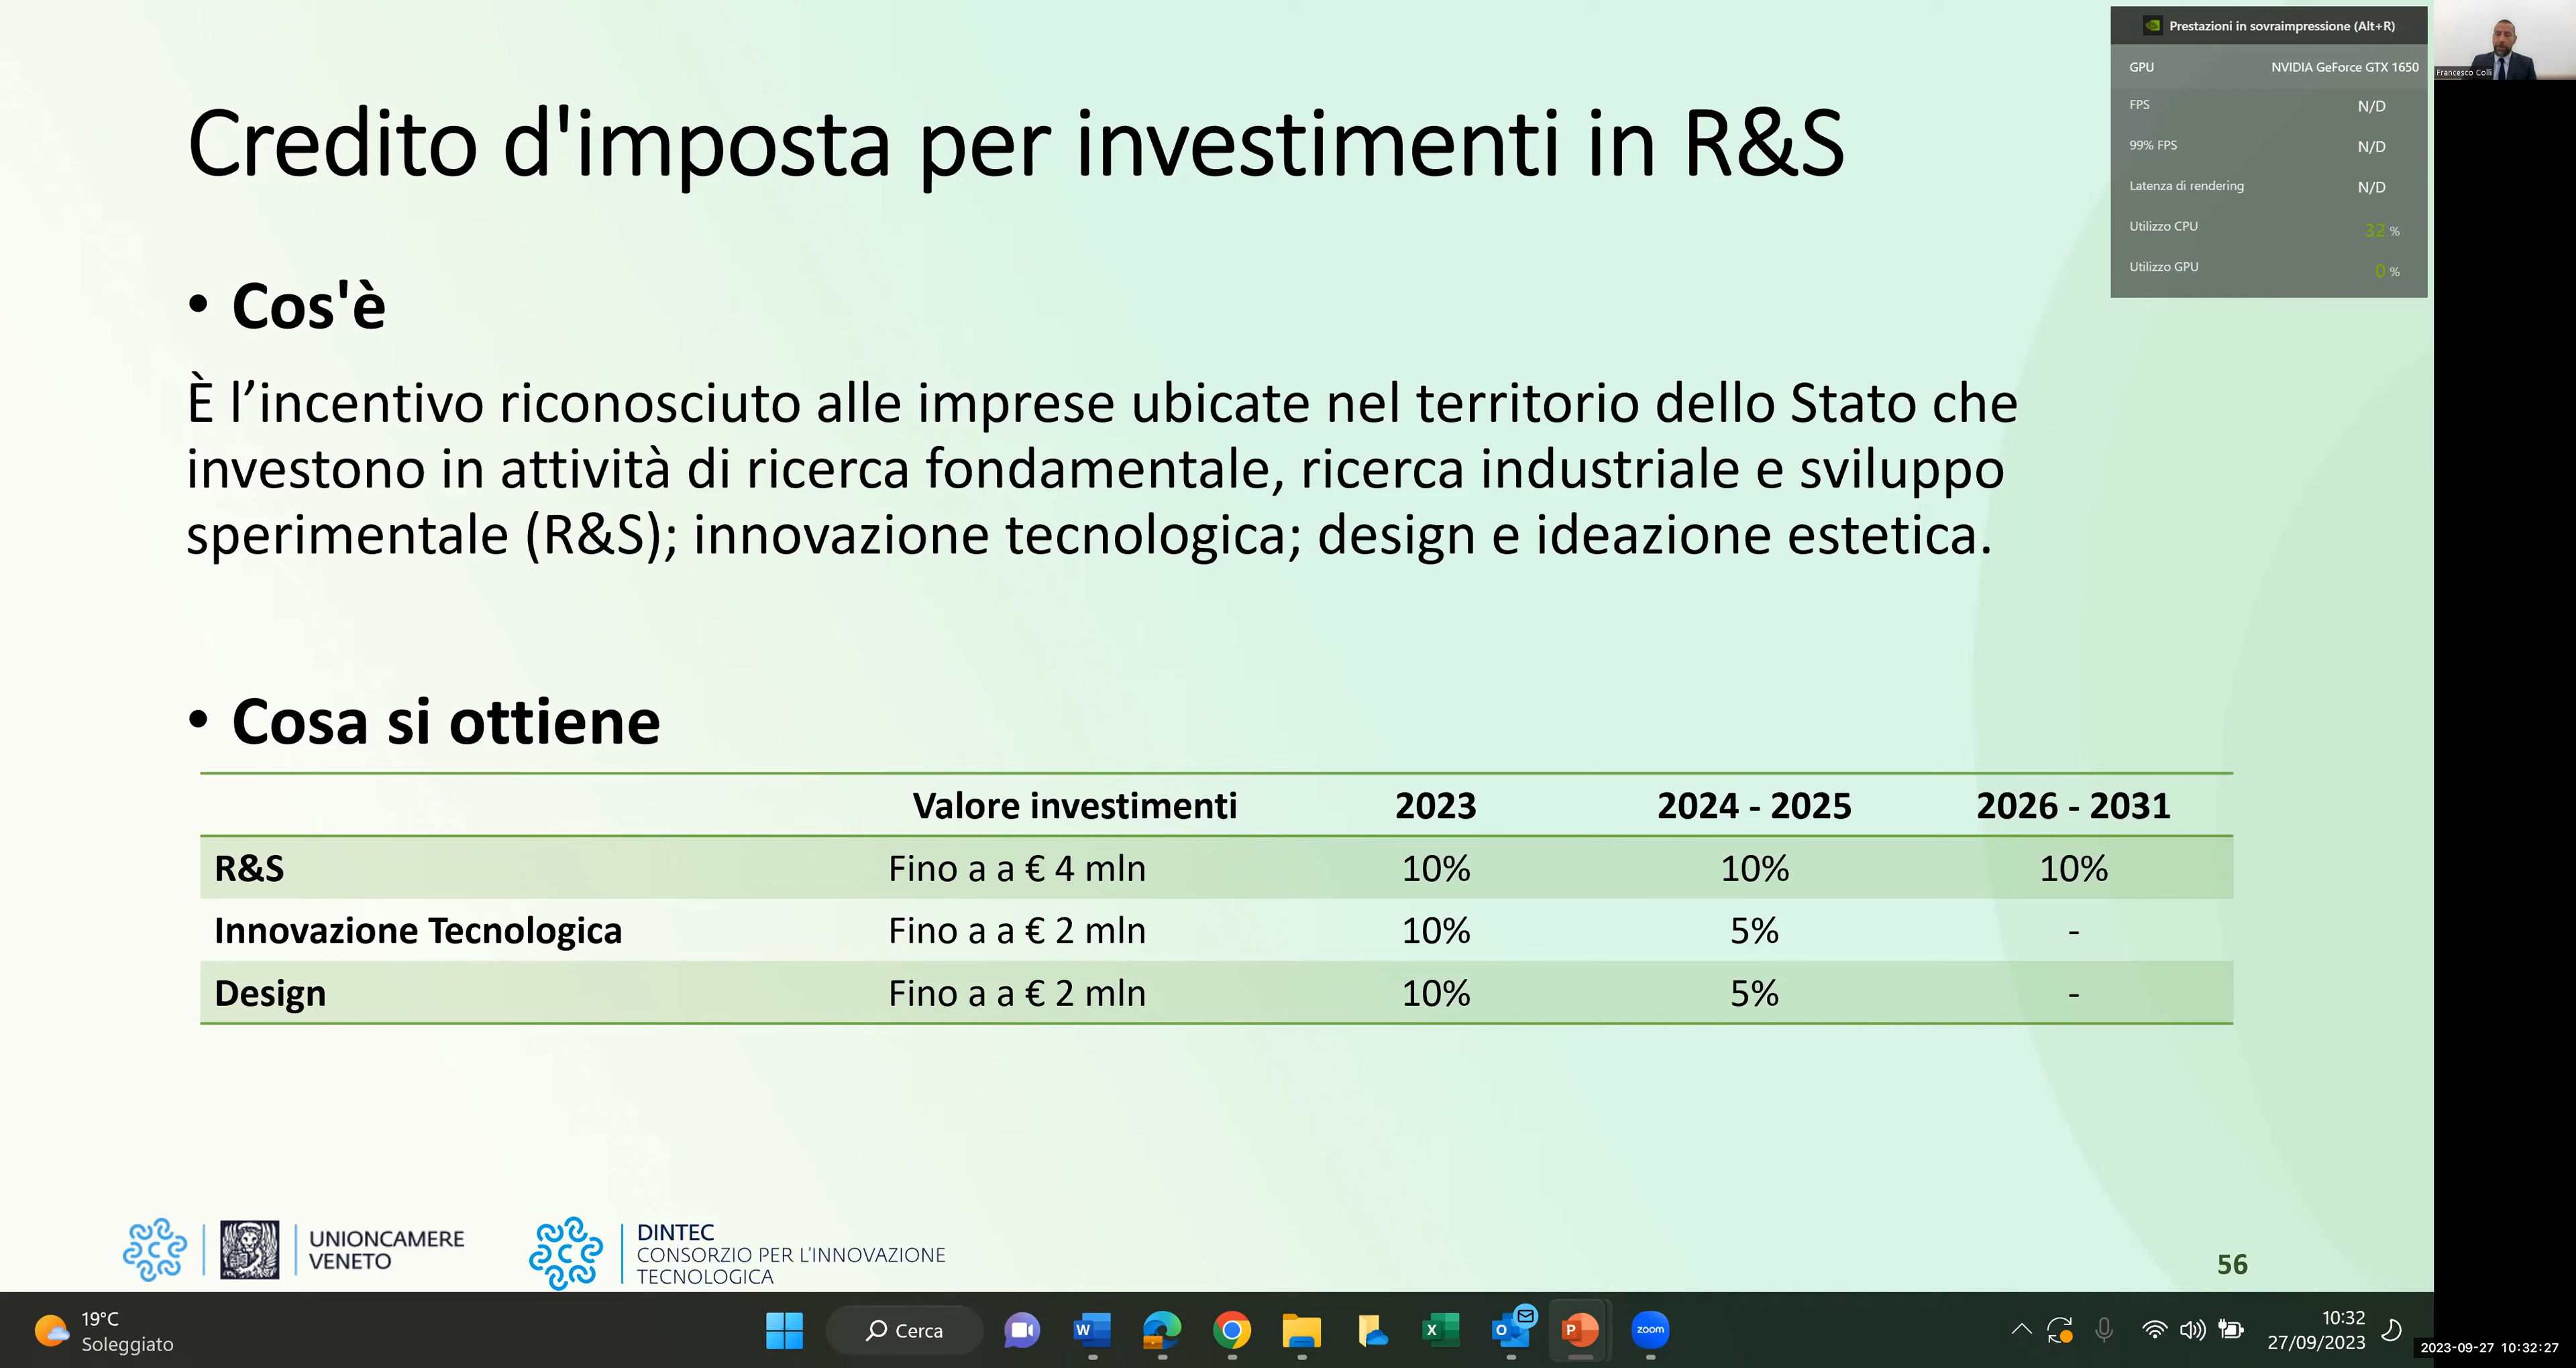 Credito d'imposta per investimenti in R&S
• Cos'è
È l’incentivo riconosciuto alle imprese ubicate nel territorio dello Stato che
investono in attività di ricerca fondamentale, ricerca industriale e sviluppo
sperimentale (R&S); innovazione tecnologica; design e ideazione estetica.
• Cosa si ottiene
Valore investimenti 2023 2024 - 2025 2026 - 2031
R&S Fino a a € 4 mln 10% 10% 10%
Innovazione Tecnologica Fino a a € 2 mln 10% 5% -
Design Fino a a € 2 mln 10% 5% -
UNIONCAMERE
VENETO
DINTEC
CONSORZIO PER L'INNOVAZIONE
TECNOLOGICA
56
Prestazioni in sovraimpressione (Alt+R)
GPU NVIDIA GeForce GTX 1650
FPS N/D
99% FPS N/D
Latenza di rendering N/D
Utilizzo CPU 32 %
Utilizzo GPU 0 %
Francesco Colli
19°C
Soleggiato
Cerca
zoom
10:32
27/09/2023
2023-09-27 10:32:27